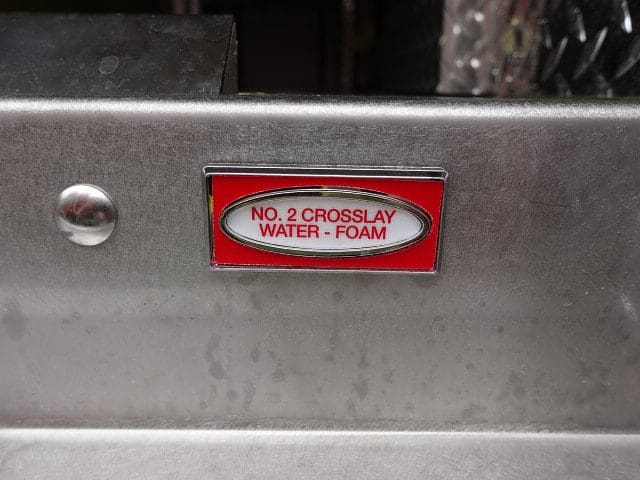 NO. 2 CROSSLAY
WATER - FOAM